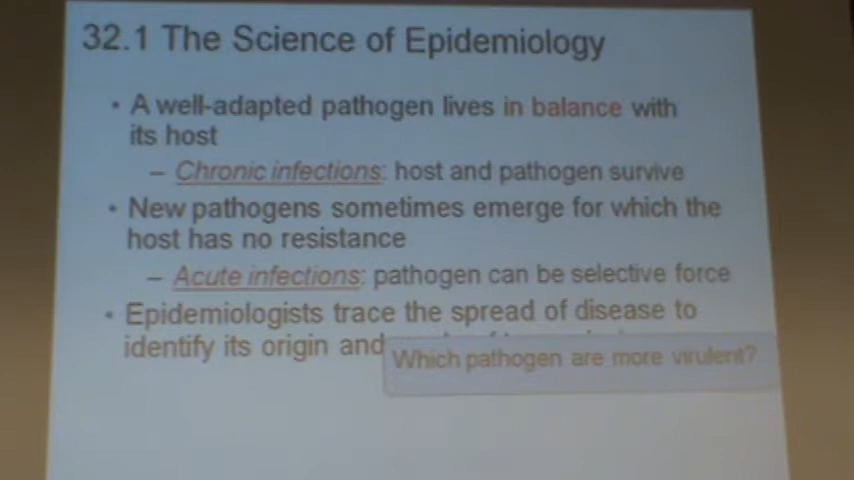 32.1 The Science of Epidemiology
• A well-adapted pathogen lives in balance with
its host
– Chronic infections: host and pathogen survive
• New pathogens sometimes emerge for which the
host has no resistance
– Acute infections: pathogen can be selective force
• Epidemiologists trace the spread of disease to
identify its origin and
Which pathogen are more virulent?